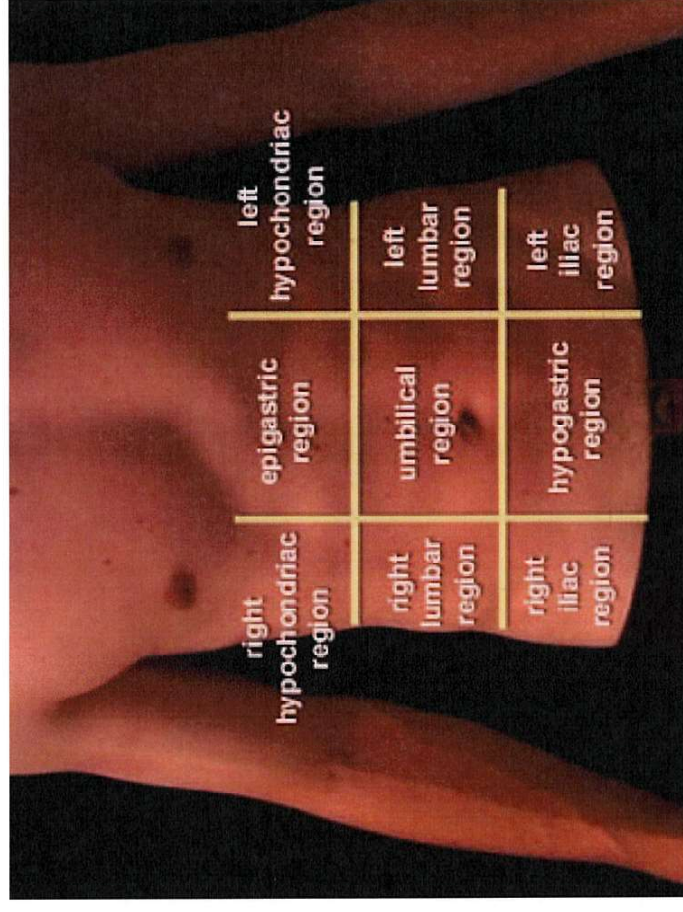 right
hypochondriac
region
epigastric
region
left
hypochondriac
region
right
lumbar
region
umbilical
region
left
lumbar
region
right
iliac
region
hypogastric
region
left
iliac
region